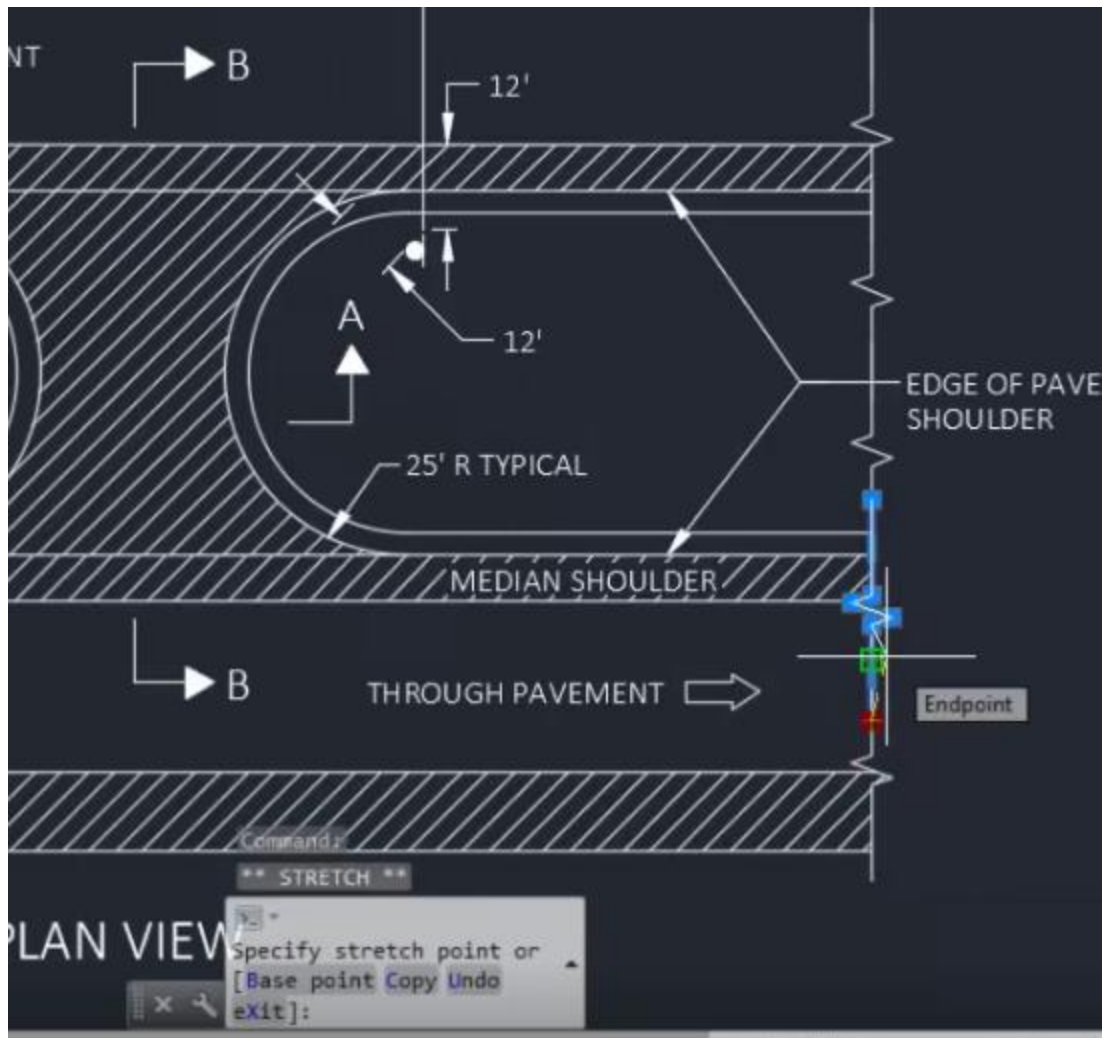 NT
B
12'
A
12'
EDGE OF PAVE
SHOULDER
25' R TYPICAL
MEDIAN SHOULDER
B
THROUGH PAVEMENT
Endpoint
Command:
** STRETCH **
PLAN VIEW
Specify stretch point or
[Base point Copy Undo
eXit]: